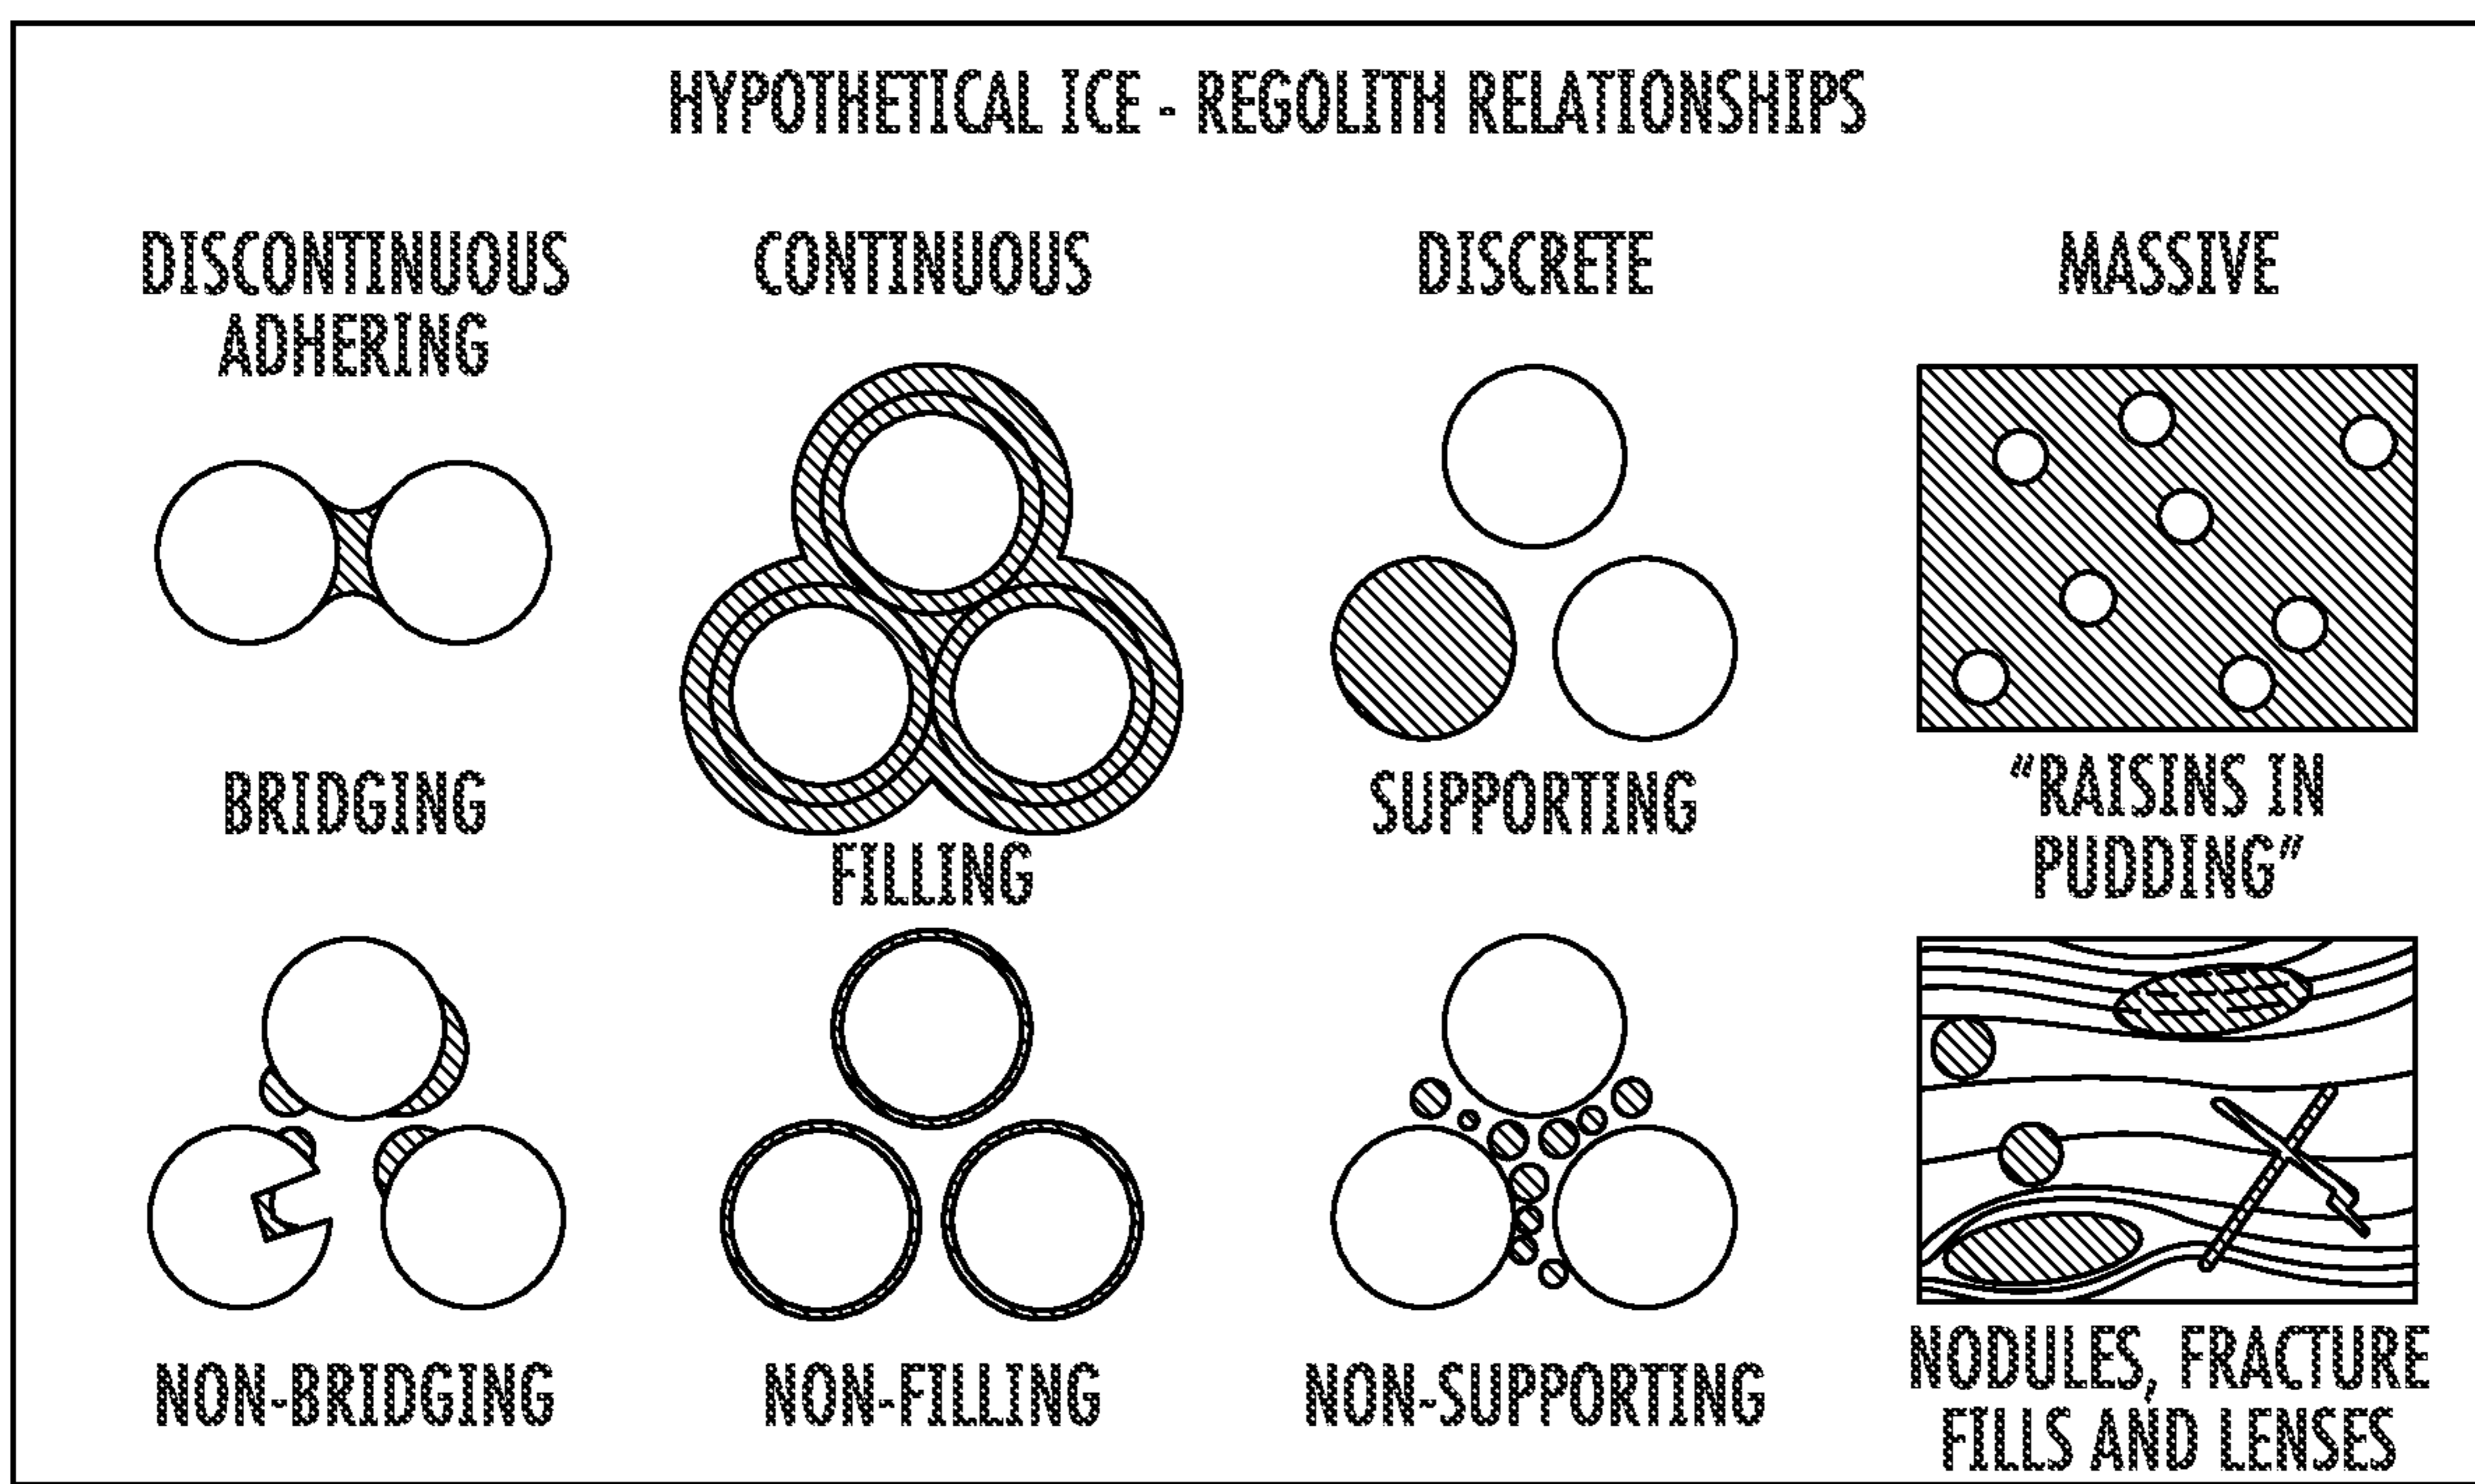 HYPOTHETICAL ICE - REGOLITH RELATIONSHIPS
DISCONTINUOUS
ADHERING
CONTINUOUS
DISCRETE
MASSIVE
BRIDGING
FILLING
SUPPORTING
"RAISINS IN
PUDDING"
NON-BRIDGING
NON-FILLING
NON-SUPPORTING
NODULES, FRACTURE
FILLS AND LENSES